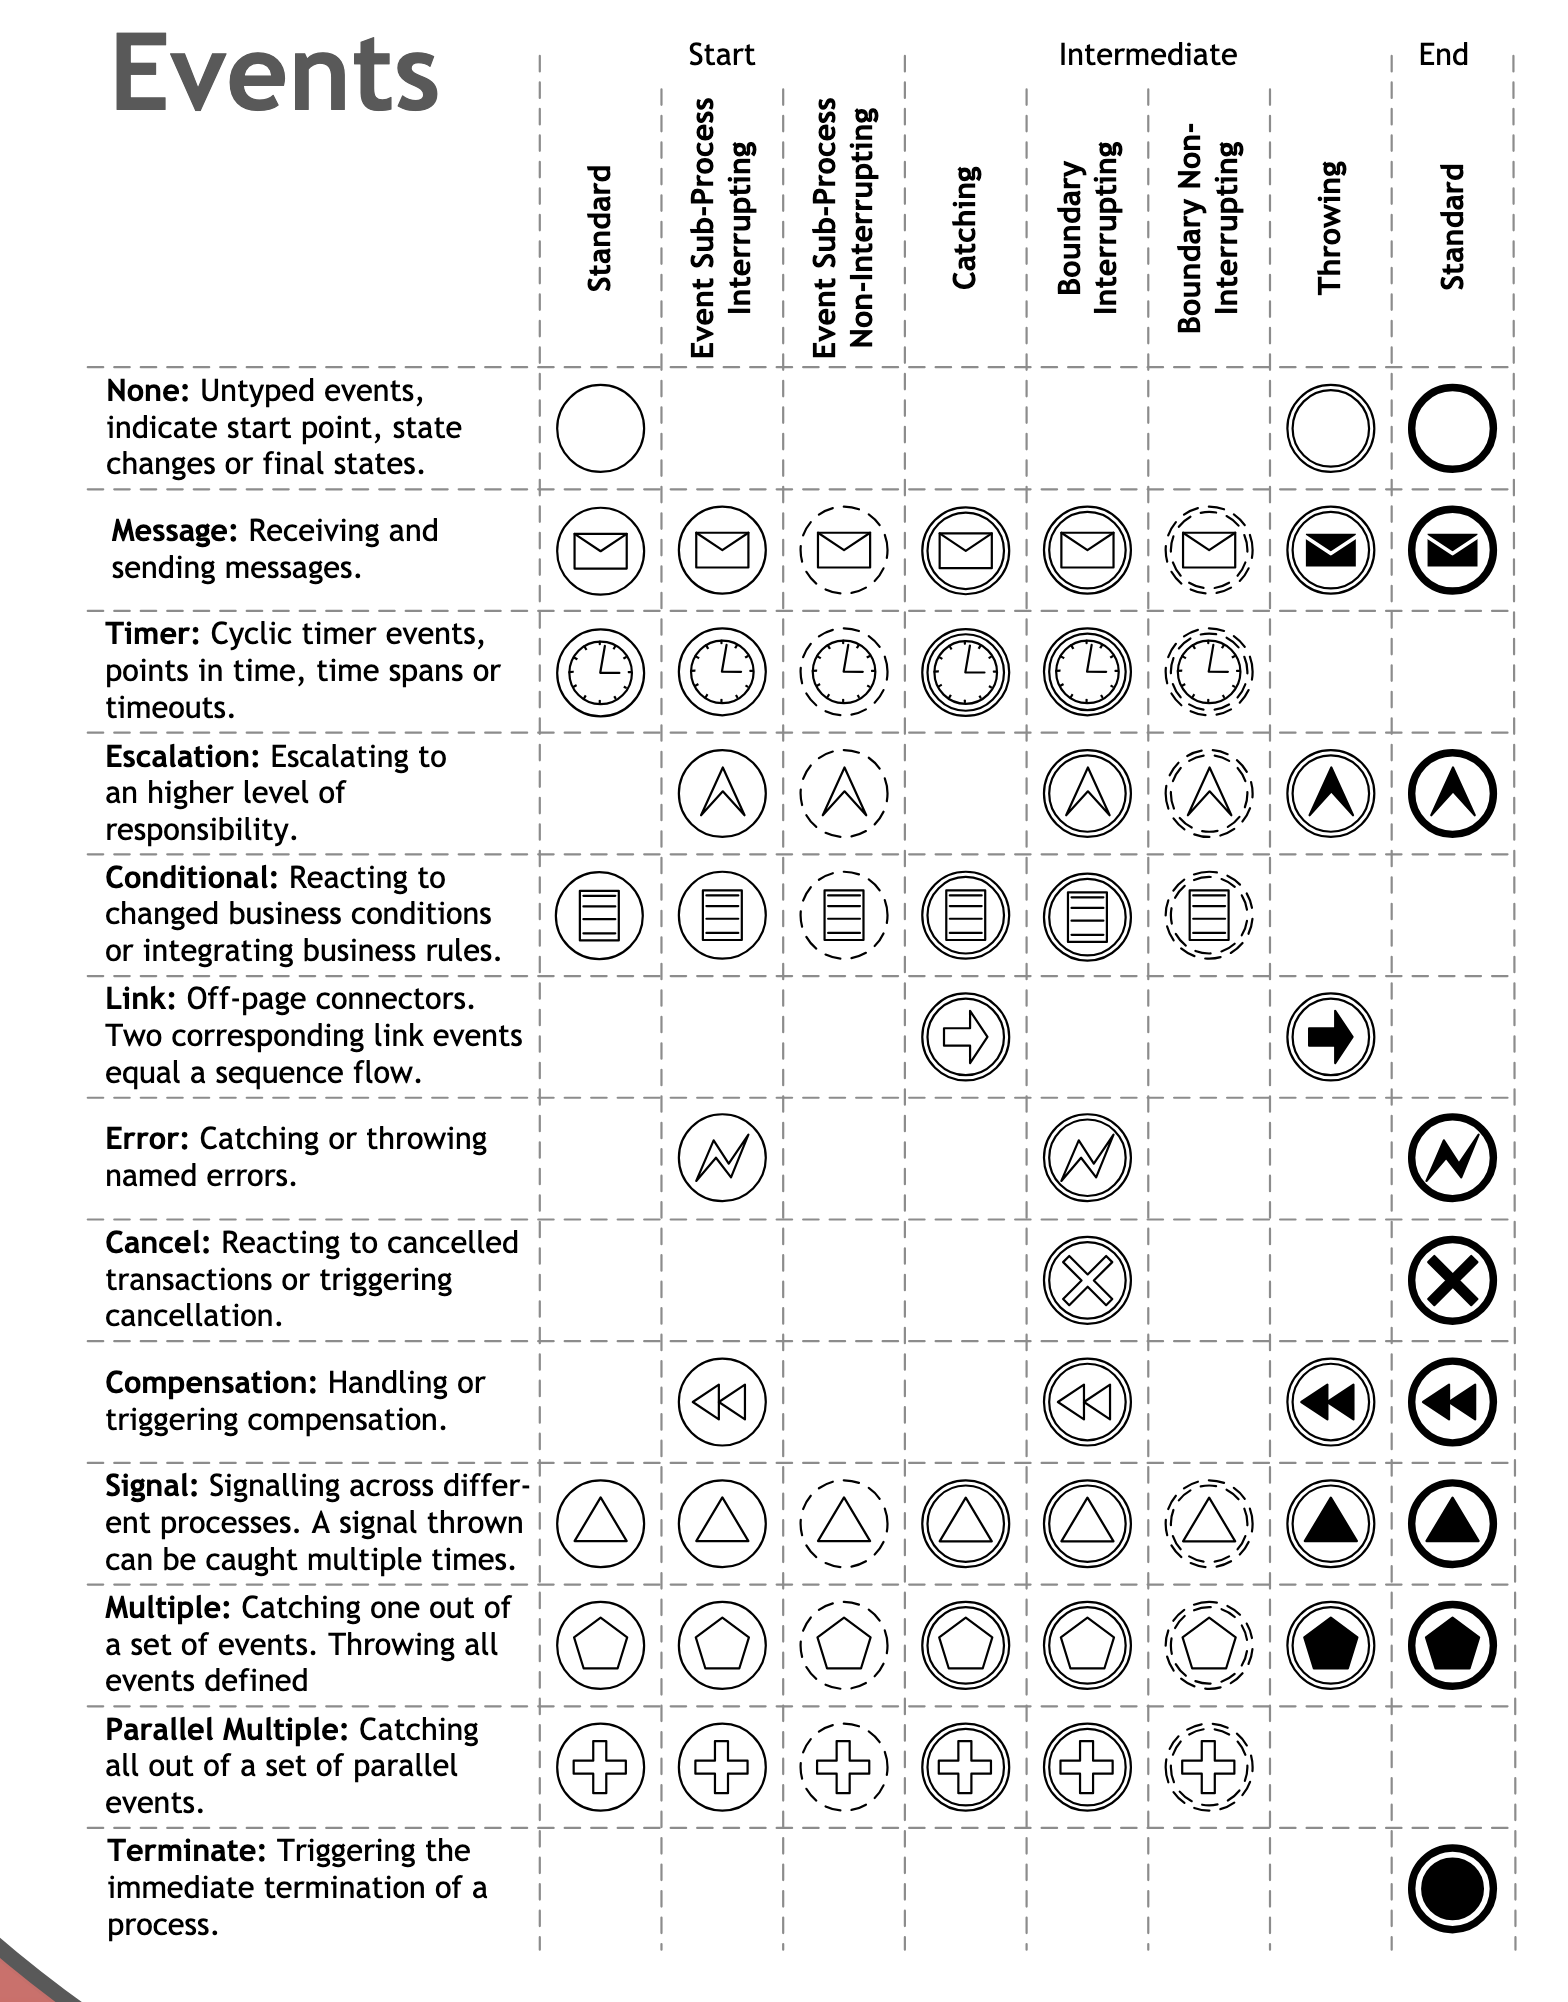 Events
Start
Intermediate
End
Standard
Event Sub-Process
Interrupting
Event Sub-Process
Non-Interrupting
Catching
Boundary
Interrupting
Boundary Non-
Interrupting
Throwing
Standard
None: Untyped events,
indicate start point, state
changes or final states.
Message: Receiving and
sending messages.
Timer: Cyclic timer events,
points in time, time spans or
timeouts.
Escalation: Escalating to
an higher level of
responsibility.
Conditional: Reacting to
changed business conditions
or integrating business rules.
Link: Off-page connectors.
Two corresponding link events
equal a sequence flow.
Error: Catching or throwing
named errors.
Cancel: Reacting to cancelled
transactions or triggering
cancellation.
Compensation: Handling or
triggering compensation.
Signal: Signalling across differ-
ent processes. A signal thrown
can be caught multiple times.
Multiple: Catching one out of
a set of events. Throwing all
events defined
Parallel Multiple: Catching
all out of a set of parallel
events.
Terminate: Triggering the
immediate termination of a
process.